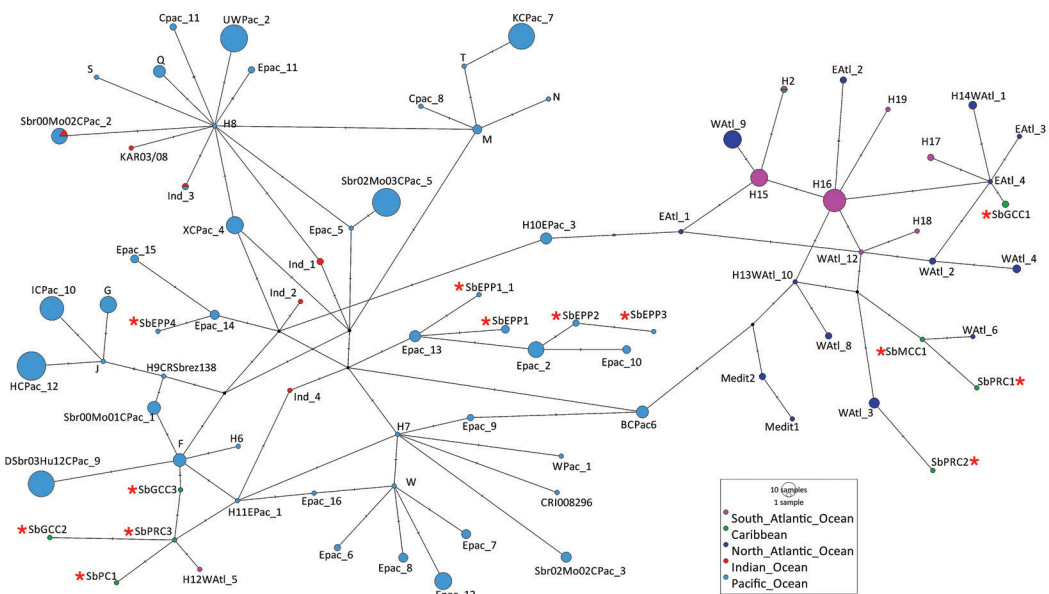 Cpac_11
UWPac_2
KCPac_7
S
Q
Epac_11
T
Cpac_8
N
Sbr00Mo02CPac_2
H8
M
KAR03/08
Ind_3
Sbr02Mo03CPac_5
XCPac_4
Epac_5
H10EPac_3
Epac_15
Ind_1
Ind_2
ICPac_10
G
*SbEPP4
Epac_14
*SbEPP1_1
*SbEPP1
*SbEPP2
*SbEPP3
Epac_13
Epac_2
Epac_10
HCPac_12
J
H9CRSbrez138
Sbr00Mo01CPac_1
Ind_4
BCPac6
Epac_9
H7
F
H6
DSbr03Hu12CPac_9
*SbGCC3
H11EPac_1
Epac_16
W
WPac_1
CRI008296
*SbGCC2
*SbPRC3
*SbPC1
H12WAtl_5
Epac_6
Epac_8
Epac_7
Sbr02Mo02CPac_3
EAtl_2
H2
H19
H14WAtl_1
WAtl_9
H17
EAtl_3
H15
H16
EAtl_4
*SbGCC1
EAtl_1
H18
WAtl_12
WAtl_2
WAtl_4
H13WAtl_10
WAtl_8
WAtl_6
*SbMCC1
SbPRC1*
Medit2
Medit1
WAtl_3
SbPRC2*
10 samples
1 sample
South_Atlantic_Ocean
Caribbean
North_Atlantic_Ocean
Indian_Ocean
Pacific_Ocean